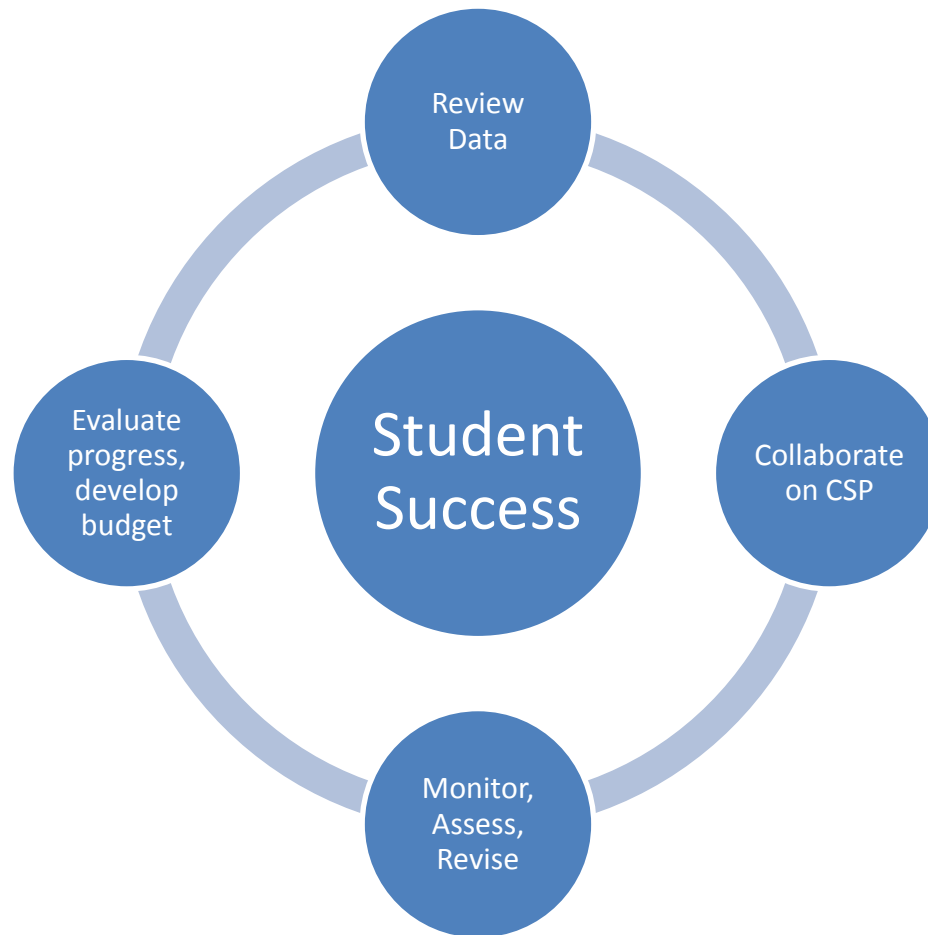 Review
Data
Collaborate
on CSP
Monitor,
Assess,
Revise
Evaluate
progress,
develop
budget
Student
Success